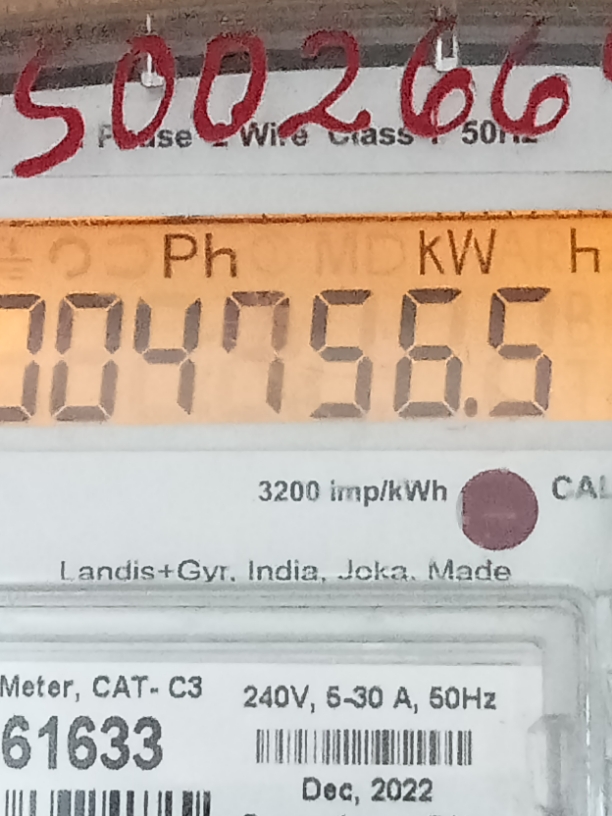 500266
Phase 2 Wire Class 1 50Hz
Ph kW h
004756.5
3200 imp/kWh CAL
Landis+Gyr, India, Joka. Made
Meter, CAT- C3
240V, 5-30 A, 50Hz
61633
Dec, 2022